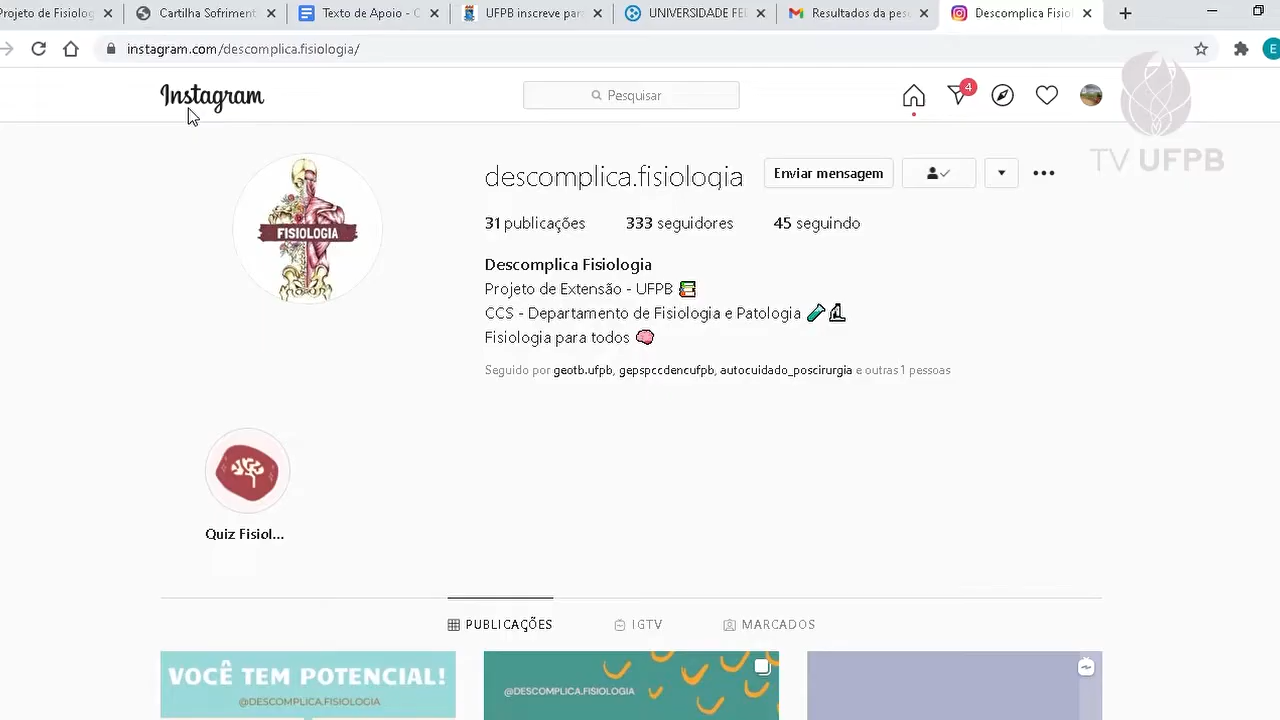 Projeto de Fisiolog
Cartilha Sofriment
Texto de Apoio - C
UFPB inscreve par
UNIVERSIDADE FE
Resultados da pes
Descomplica Fisio
instagram.com/descomplica.fisiologia/
E
Instagram
Pesquisar
4
TV UFPB
descomplica.fisiologia
Enviar mensagem
31 publicações
333 seguidores
45 seguindo
FISIOLOGIA
Descomplica Fisiologia
Projeto de Extensão - UFPB
CCS - Departamento de Fisiologia e Patologia
Fisiologia para todos
Seguido por geotb.ufpb, gepspccdencufpb, autocuidado_poscirurgia e outras 1 pessoas
Quiz Fisiol...
PUBLICAÇÕES
IGTV
MARCADOS
VOCÊ TEM POTENCIAL!
@DESCOMPLICA.FISIOLOGIA
@DESCOMPLICA.FISIOLOGIA